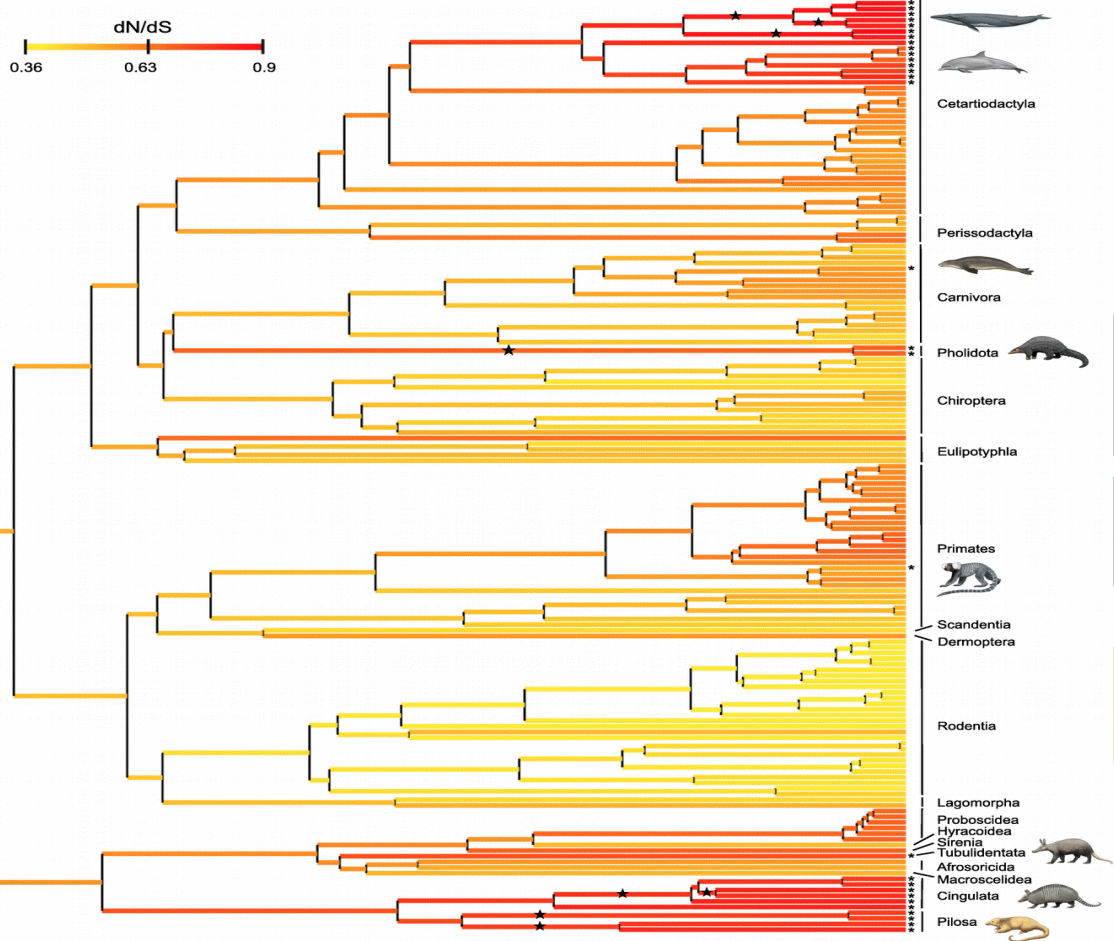 dN/dS
0.36 0.63 0.9
Cetartiodactyla
Perissodactyla
Carnivora
Pholidota
Chiroptera
Eulipotyphla
Primates
Scandentia
Dermoptera
Rodentia
Lagomorpha
Proboscidea
Hyracoidea
Sirenia
Tubulidentata
Afrosoricida
Macroscelidea
Cingulata
Pilosa